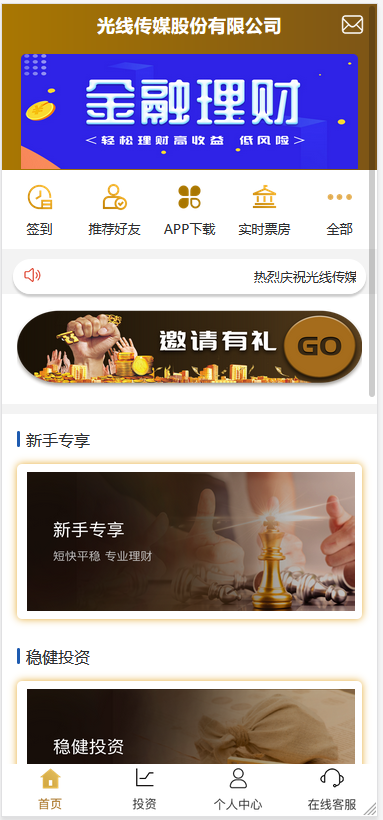 光线传媒股份有限公司
金融理财
<轻松理财高收益 低风险>
签到 推荐好友 APP下载 实时票房 全部
热烈庆祝光线传媒
邀请有礼 GO
新手专享
新手专享
短快平稳 专业理财
稳健投资
稳健投资
首页 投资 个人中心 在线客服